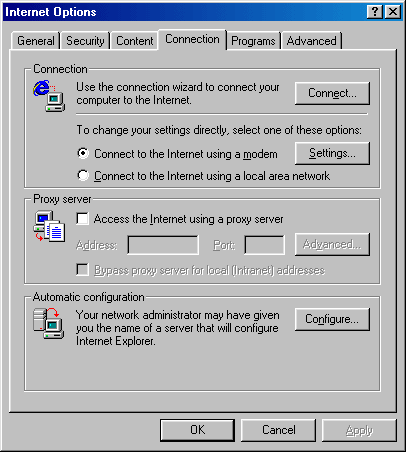 Internet Options
General Security Content Connection Programs Advanced
Connection
Use the connection wizard to connect your
computer to the Internet.
Connect...
To change your settings directly, select one of these options:
Connect to the Internet using a modem
Settings...
Connect to the Internet using a local area network
Proxy server
Access the Internet using a proxy server
Address: Port: Advanced...
Bypass proxy server for local (Intranet) addresses
Automatic configuration
Your network administrator may have given
you the name of a server that will configure
Internet Explorer.
Configure...
OK Cancel Apply